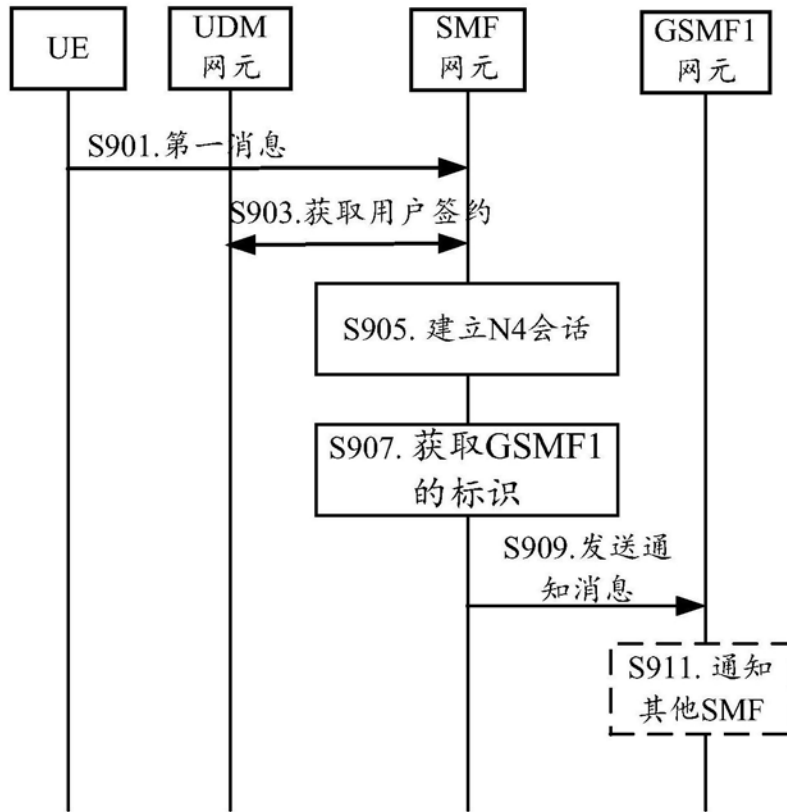 UE
UDM
网元
SMF
网元
GSMF1
网元
S901.第一消息
S903.获取用户签约
S905. 建立N4会话
S907. 获取GSMF1
的标识
S909.发送通
知消息
S911. 通知
其他SMF